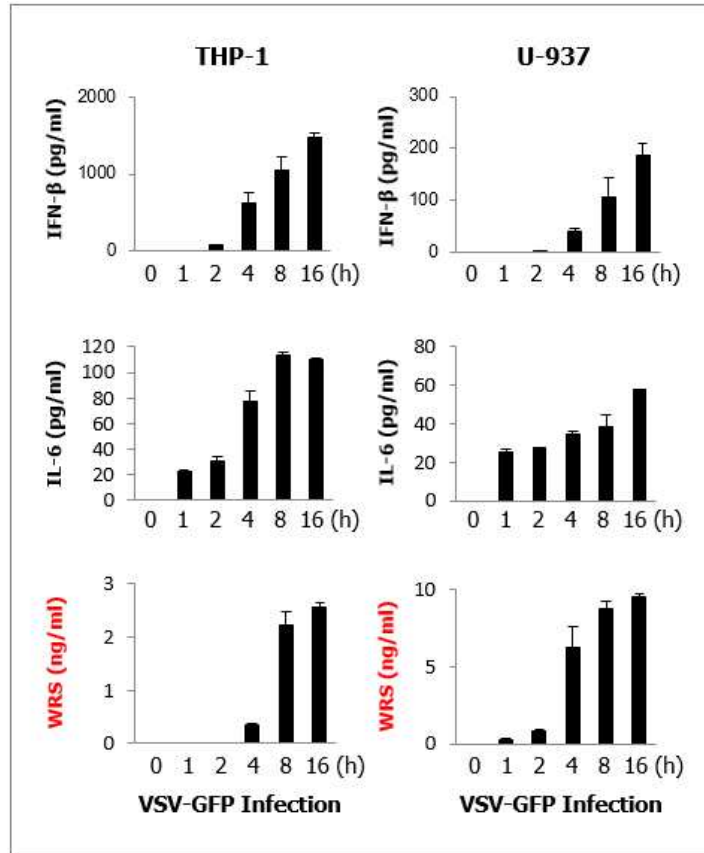 THP-1
IFN-β (pg/ml)
2000
1000
0
0 1 2 4 8 16 (h)
U-937
IFN-β (pg/ml)
300
200
100
0
0 1 2 4 8 16 (h)
IL-6 (pg/ml)
120
100
80
60
40
20
0
0 1 2 4 8 16 (h)
IL-6 (pg/ml)
80
60
40
20
0
0 1 2 4 8 16 (h)
WRS (ng/ml)
3
2
1
0
0 1 2 4 8 16 (h)
VSV-GFP Infection
WRS (ng/ml)
10
5
0
0 1 2 4 8 16 (h)
VSV-GFP Infection